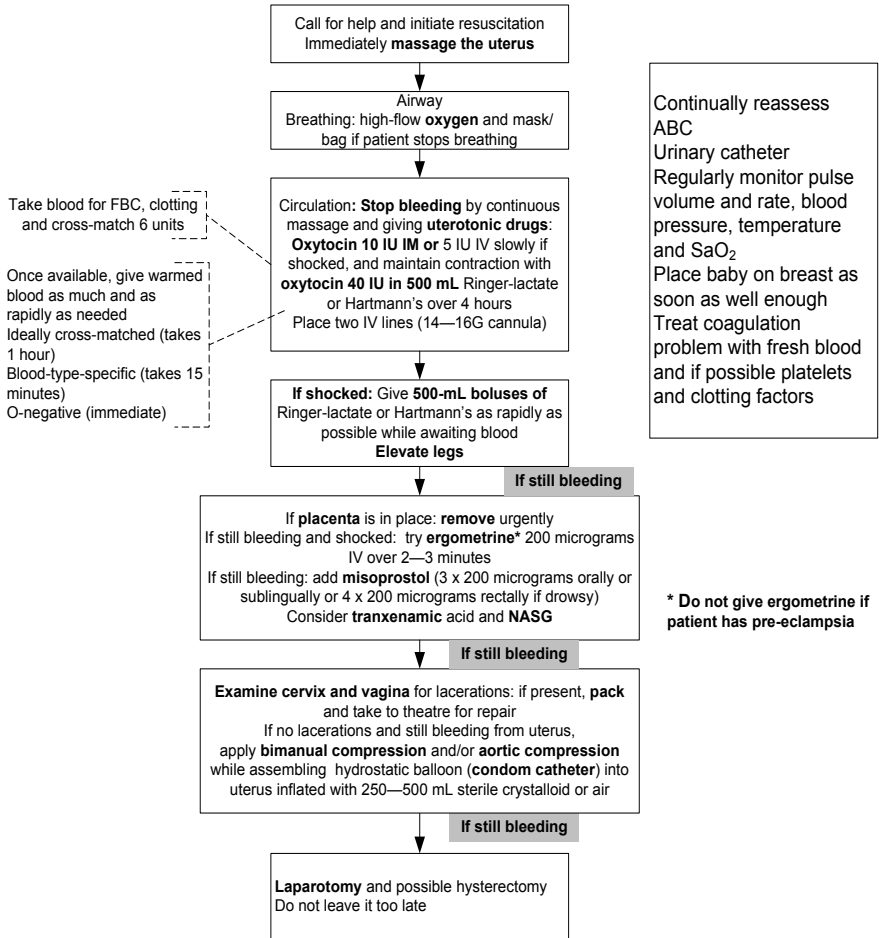 Call for help and initiate resuscitation
Immediately massage the uterus
Airway
Breathing: high-flow oxygen and mask/
bag if patient stops breathing
Take blood for FBC, clotting
and cross-match 6 units
Once available, give warmed
blood as much and as
rapidly as needed
Ideally cross-matched (takes
1 hour)
Blood-type-specific (takes 15
minutes)
O-negative (immediate)
Circulation: Stop bleeding by continuous
massage and giving uterotonic drugs:
Oxytocin 10 IU IM or 5 IU IV slowly if
shocked, and maintain contraction with
oxytocin 40 IU in 500 mL Ringer-lactate
or Hartmann's over 4 hours
Place two IV lines (14—16G cannula)
Continually reassess
ABC
Urinary catheter
Regularly monitor pulse
volume and rate, blood
pressure, temperature
and SaO₂
Place baby on breast as
soon as well enough
Treat coagulation
problem with fresh blood
and if possible platelets
and clotting factors
If shocked: Give 500-mL boluses of
Ringer-lactate or Hartmann's as rapidly as
possible while awaiting blood
Elevate legs
If still bleeding
If placenta is in place: remove urgently
If still bleeding and shocked:  try ergometrine* 200 micrograms
IV over 2—3 minutes
If still bleeding: add misoprostol (3 x 200 micrograms orally or
sublingually or 4 x 200 micrograms rectally if drowsy)
Consider tranxenamic acid and NASG
* Do not give ergometrine if
patient has pre-eclampsia
If still bleeding
Examine cervix and vagina for lacerations: if present, pack
and take to theatre for repair
If no lacerations and still bleeding from uterus,
apply bimanual compression and/or aortic compression
while assembling  hydrostatic balloon (condom catheter) into
uterus inflated with 250—500 mL sterile crystalloid or air
If still bleeding
Laparotomy and possible hysterectomy
Do not leave it too late